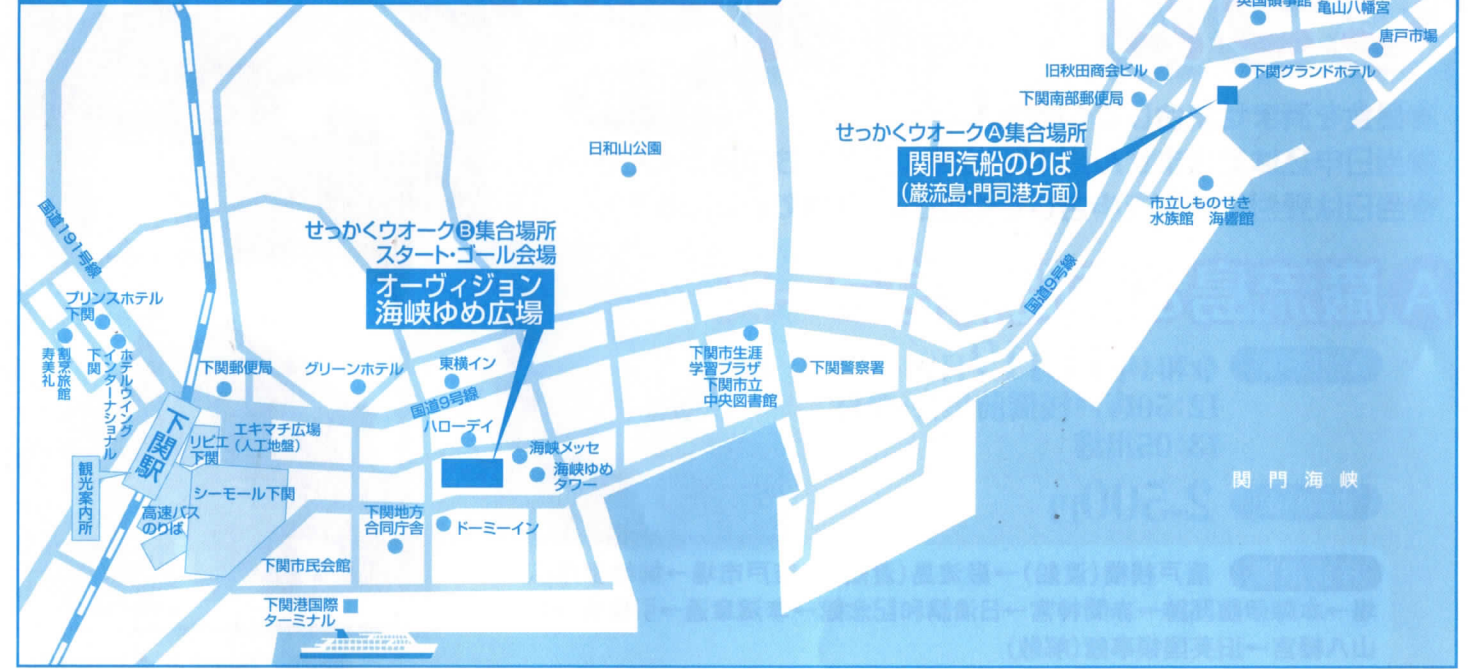 英国領事館
亀山八幡宮
唐戸市場
旧秋田商会ビル
下関グランドホテル
下関南部郵便局
せっかくウオークA集合場所
関門汽船のりば
(巌流島・門司港方面)
日和山公園
市立しものせき
水族館 海響館
国道191号線
せっかくウオークB集合場所
スタート・ゴール会場
オーヴィジョン
海峡ゆめ広場
国道9号線
プリンスホテル
下関
割烹旅館
寿美礼
ホテルウイング
インターナショナル
下関
下関郵便局
グリーンホテル
東横イン
国道9号線
下関市生涯
学習プラザ
下関市立
中央図書館
下関警察署
下関駅
リピエ
下関
エキマチ広場
(人工地盤)
ハローデイ
海峡メッセ
海峡ゆめ
タワー
観光案内所
シーモール下関
高速バス
のりば
下関地方
合同庁舎
ドーミーイン
関門海峡
下関市民会館
下関港国際
ターミナル